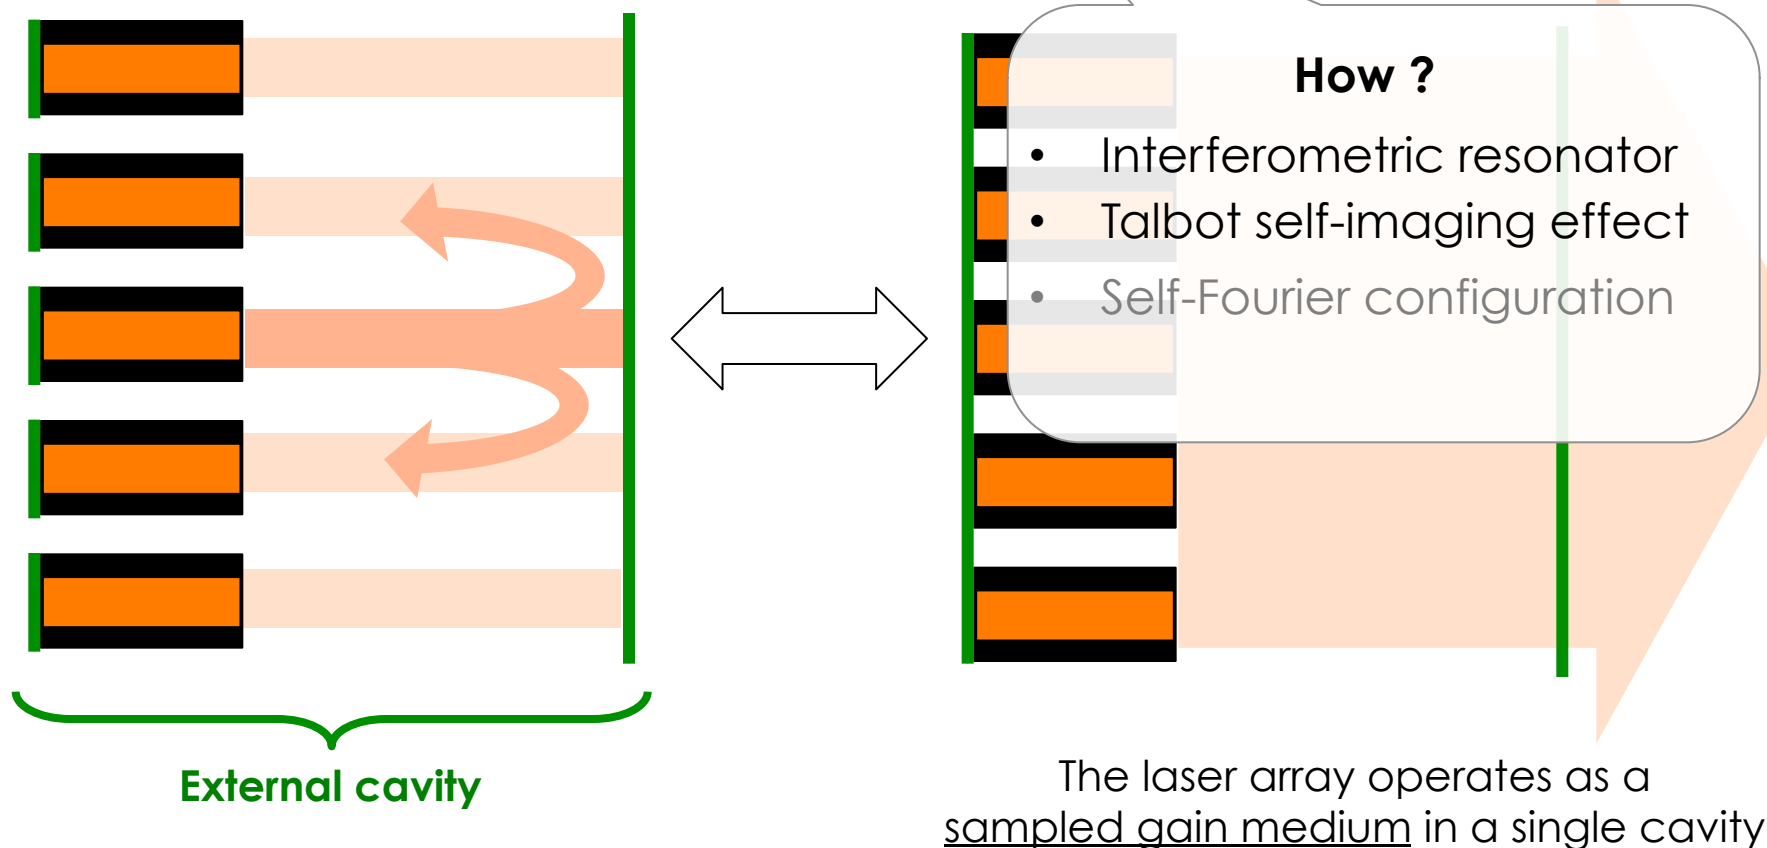 How ?
• Interferometric resonator
• Talbot self-imaging effect
• Self-Fourier configuration
External cavity
The laser array operates as a
sampled gain medium in a single cavity